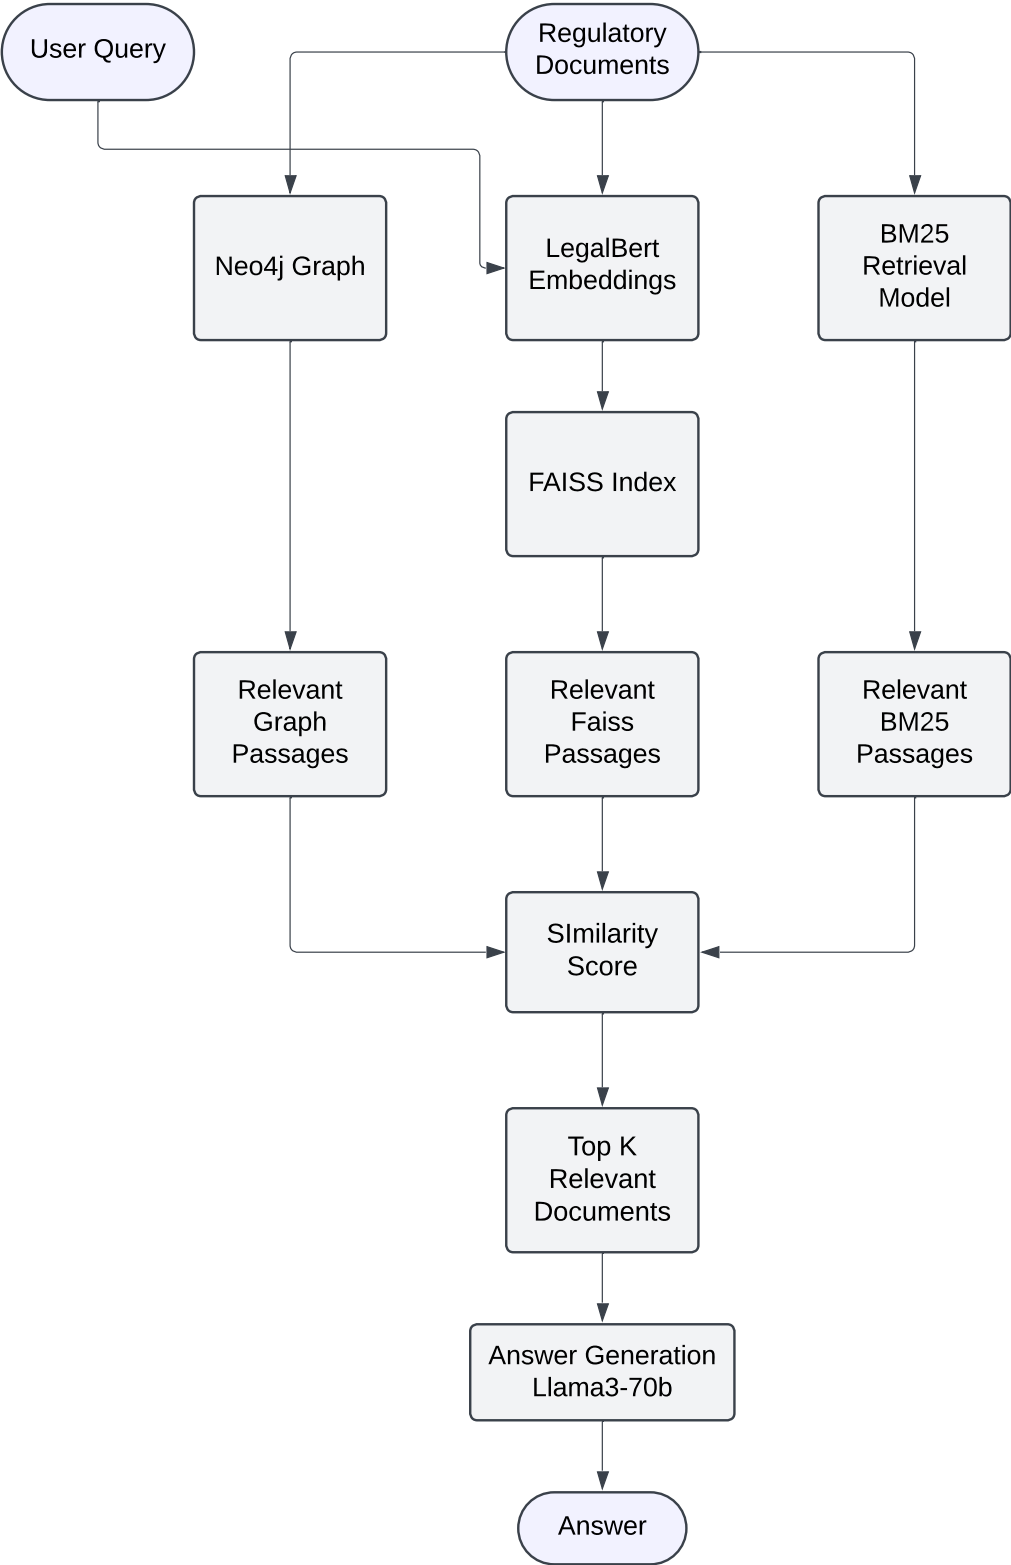 User Query
Regulatory
Documents
Neo4j Graph
LegalBert
Embeddings
BM25
Retrieval
Model
FAISS Index
Relevant
Graph
Passages
Relevant
Faiss
Passages
Relevant
BM25
Passages
SImilarity
Score
Top K
Relevant
Documents
Answer Generation
Llama3-70b
Answer